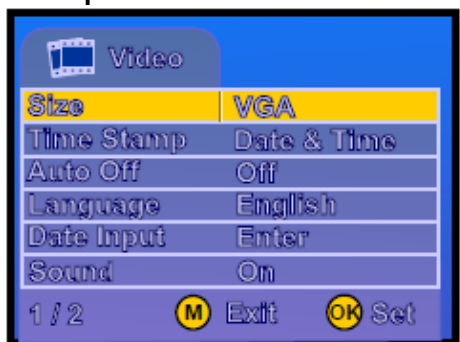 Video
Size VGA
Time Stamp Date & Time
Auto Off Off
Language English
Date Input Enter
Sound On
1 / 2 M Exit OK Set